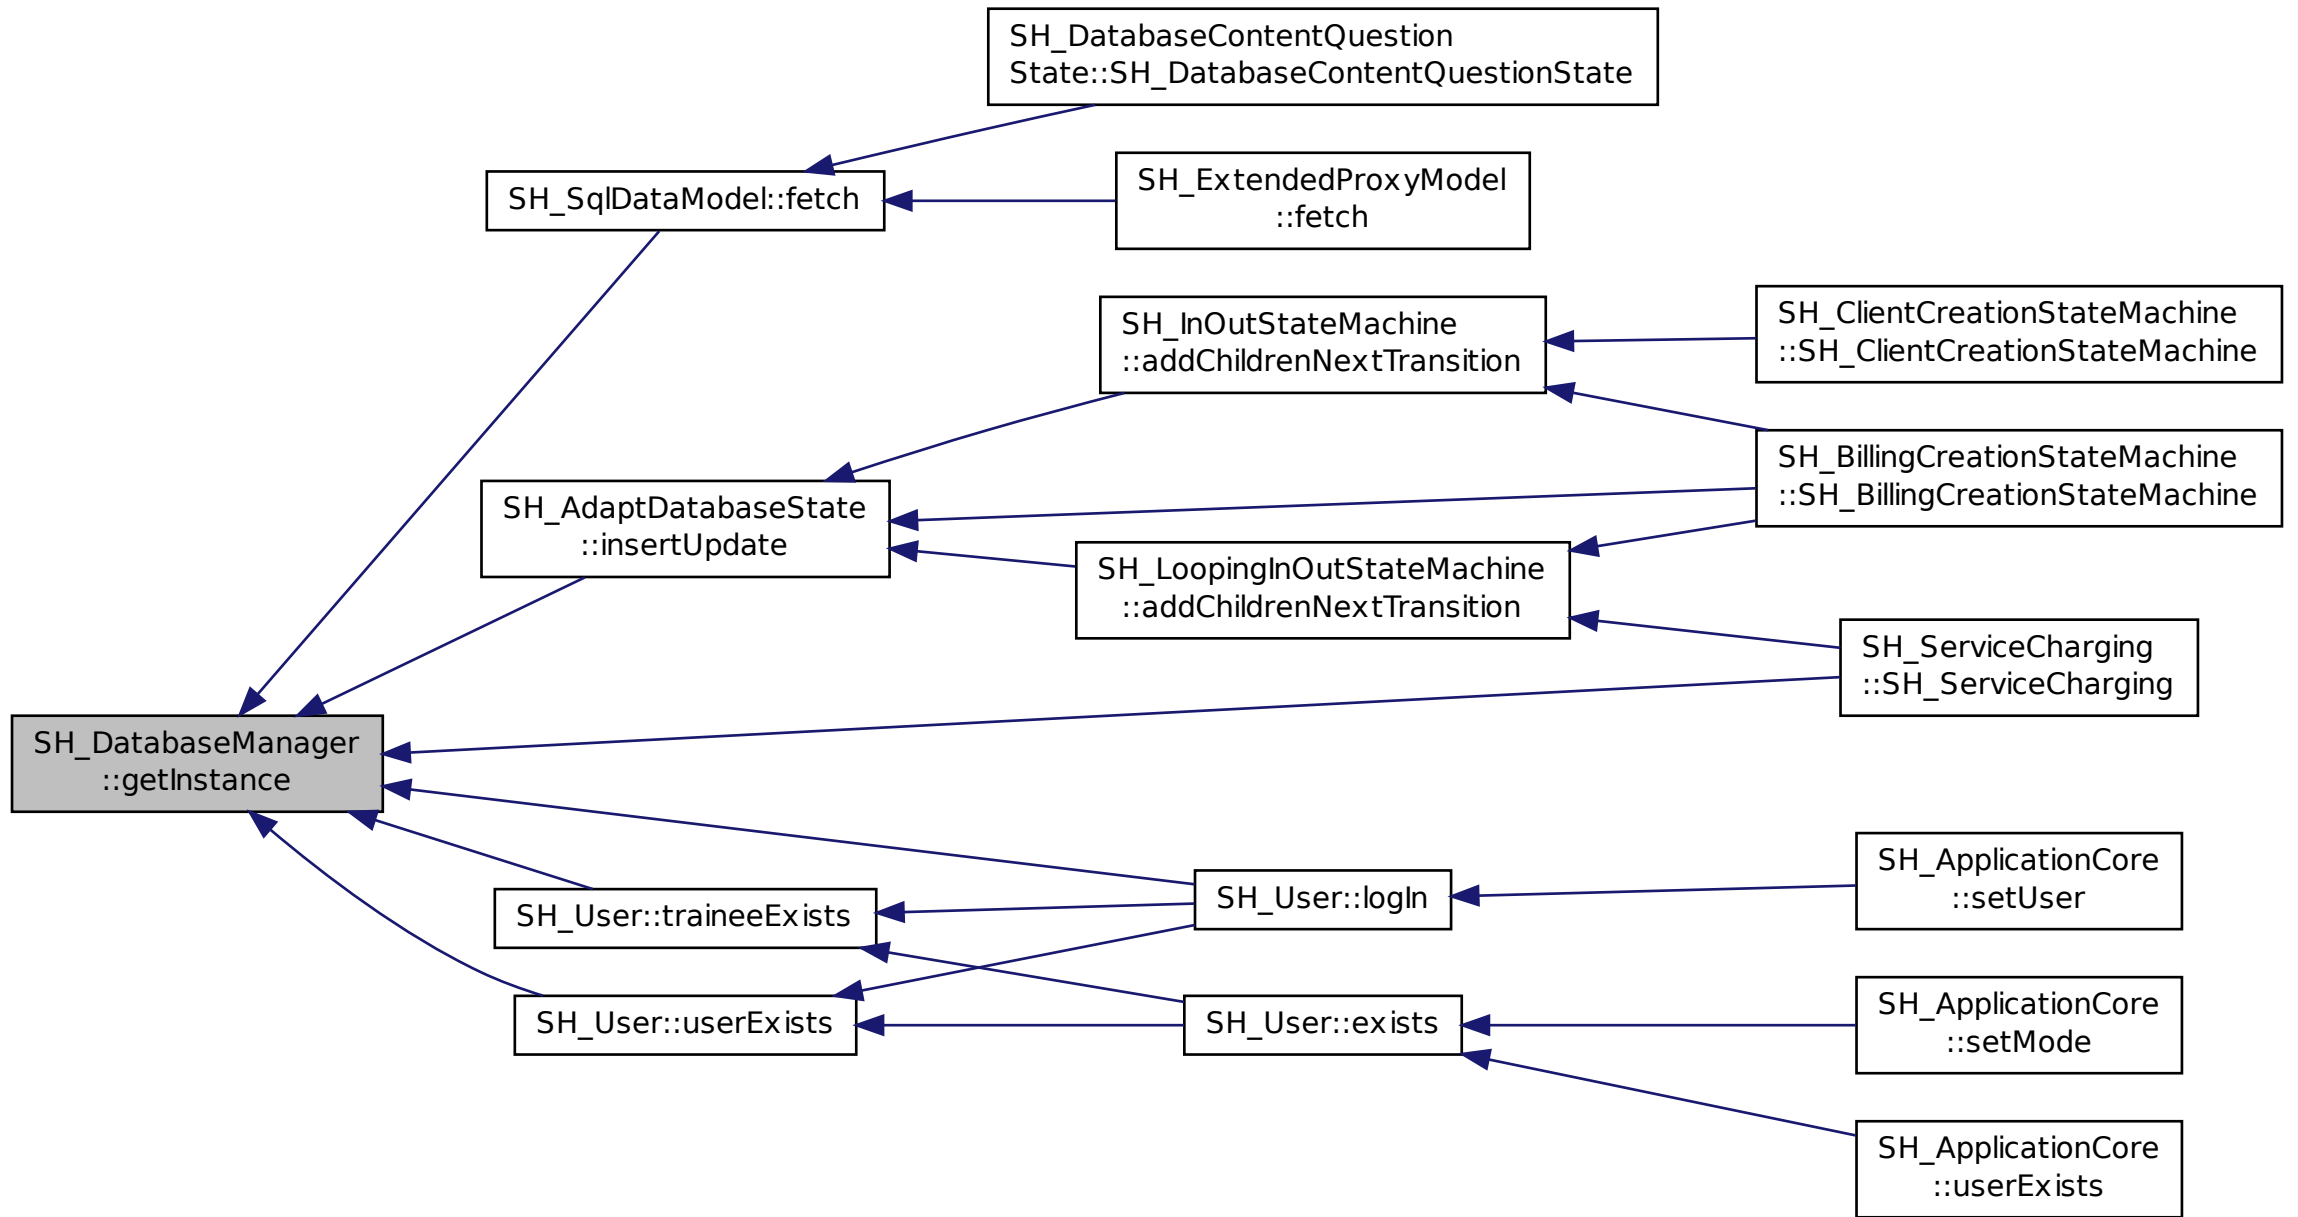 SH_DatabaseContentQuestion
State::SH_DatabaseContentQuestionState
SH_SqlDataModel::fetch
SH_ExtendedProxyModel
::fetch
SH_InOutStateMachine
::addChildrenNextTransition
SH_ClientCreationStateMachine
::SH_ClientCreationStateMachine
SH_BillingCreationStateMachine
::SH_BillingCreationStateMachine
SH_AdaptDatabaseState
::insertUpdate
SH_LoopingInOutStateMachine
::addChildrenNextTransition
SH_ServiceCharging
::SH_ServiceCharging
SH_DatabaseManager
::getInstance
SH_User::traineeExists
SH_User::logIn
SH_ApplicationCore
::setUser
SH_User::userExists
SH_User::exists
SH_ApplicationCore
::setMode
SH_ApplicationCore
::userExists